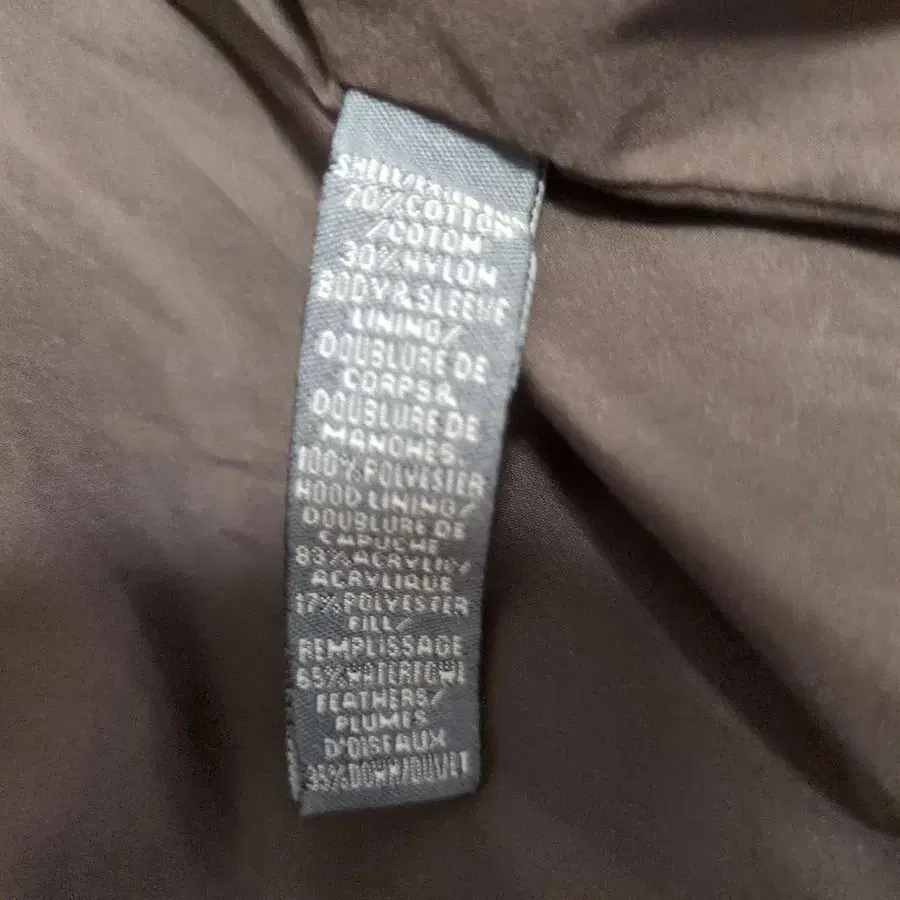 70% COTTON
/COTON
30% NYLON
BODY & SLEEVE
LINING/
DOUBLURE DE
CORPS &
DOUBLURE DE
MANCHES
100% POLYESTER
HOOD LINING/
DOUBLURE DE
CAPUCHE
83% ACRYLIC/
ACRYLIQUE
17% POLYESTER
FILL/
REMPLISSAGE
65% WATERFOWL
FEATHERS/
PLUMES
D'OISEAUX
35% DOWN/DUVET